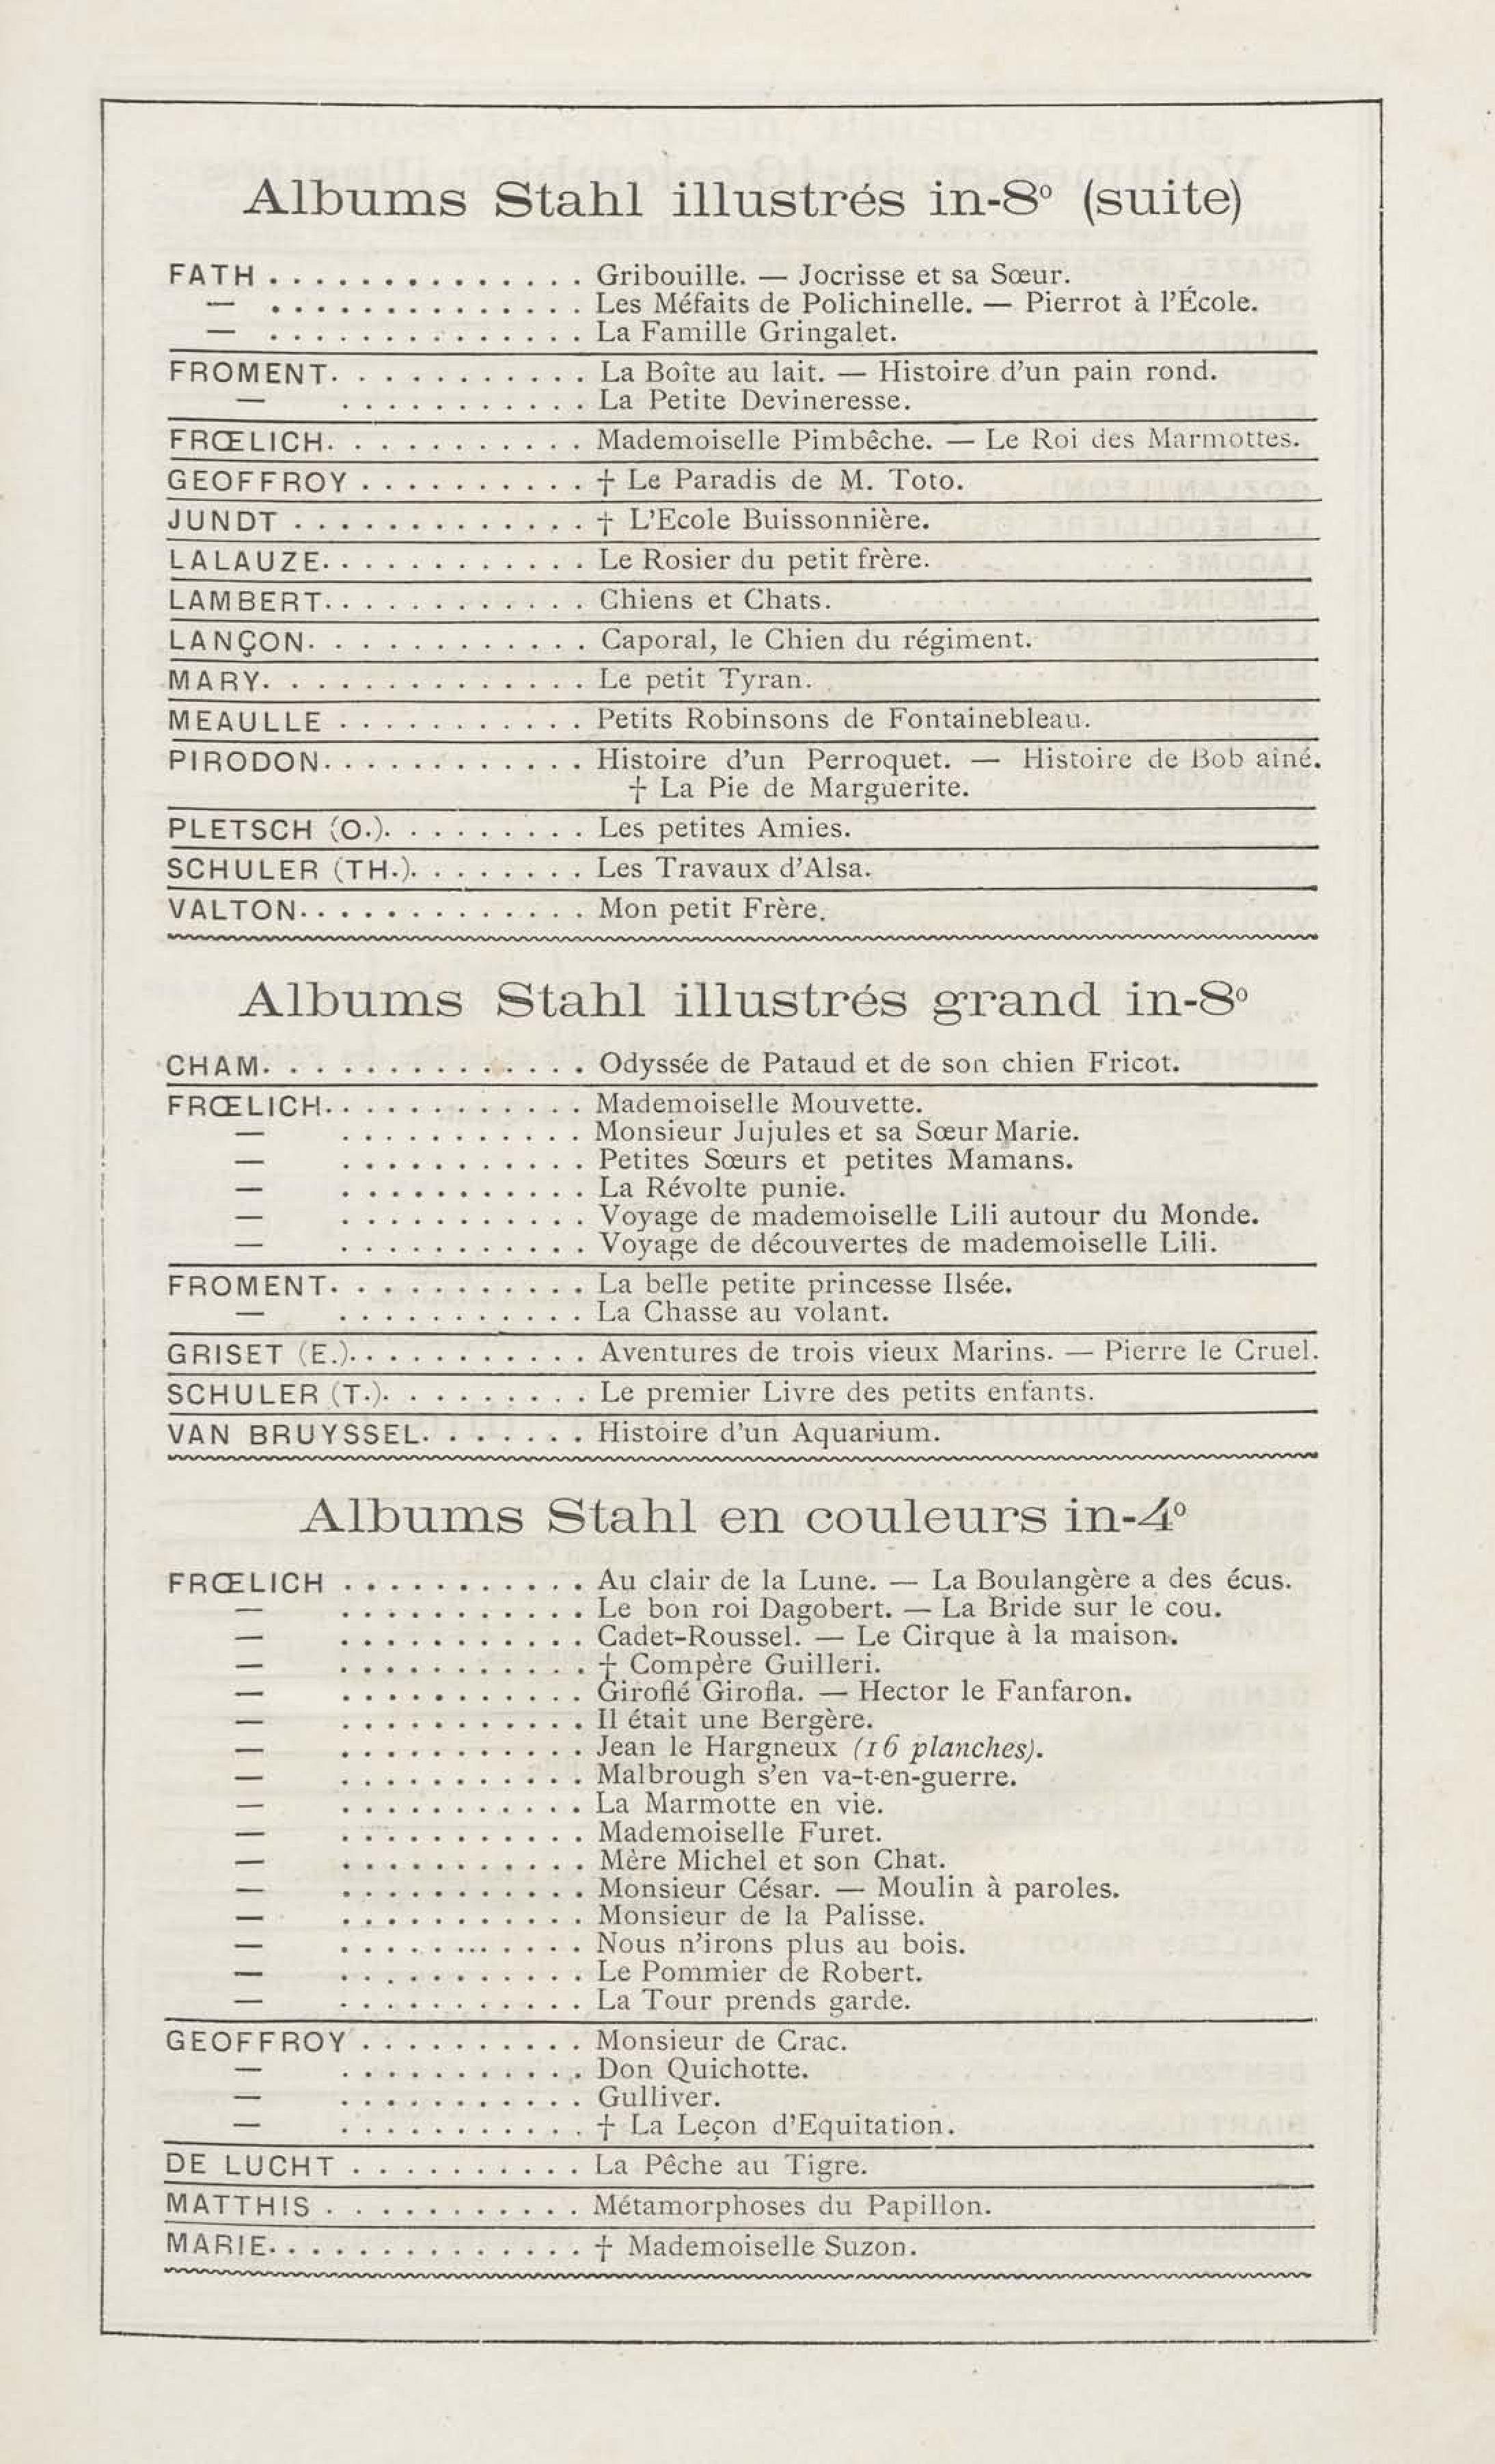 Albums Stahl illustrés in-8º (suite)
FATH . . . . . . . . . . . . . . Gribouille. — Jocrisse et sa Sœur.
— . . . . . . . . . . . . . . Les Méfaits de Polichinelle. — Pierrot à l'École.
— . . . . . . . . . . . . . . La Famille Gringalet.
FROMENT. . . . . . . . . . . . La Boîte au lait. — Histoire d'un pain rond.
— . . . . . . . . . . . La Petite Devineresse.
FRŒLICH. . . . . . . . . . . . Mademoiselle Pimbêche. — Le Roi des Marmottes.
GEOFFROY . . . . . . . . . . † Le Paradis de M. Toto.
JUNDT . . . . . . . . . . . . . † L'Ecole Buissonnière.
LALAUZE. . . . . . . . . . . . Le Rosier du petit frère.
LAMBERT. . . . . . . . . . . . Chiens et Chats.
LANÇON. . . . . . . . . . . . . Caporal, le Chien du régiment.
MARY. . . . . . . . . . . . . . Le petit Tyran.
MEAULLE . . . . . . . . . . . Petits Robinsons de Fontainebleau.
PIRODON. . . . . . . . . . . . Histoire d'un Perroquet. — Histoire de Bob aîné.
† La Pie de Marguerite.
PLETSCH (O.). . . . . . . . . Les petites Amies.
SCHULER (TH.). . . . . . . . Les Travaux d'Alsa.
VALTON. . . . . . . . . . . . . Mon petit Frère.
Albums Stahl illustrés grand in-8º
CHAM. . . . . . . . . . . . . . Odyssée de Pataud et de son chien Fricot.
FRŒLICH. . . . . . . . . . . . Mademoiselle Mouvette.
— . . . . . . . . . . . Monsieur Jujules et sa Sœur Marie.
— . . . . . . . . . . . Petites Sœurs et petites Mamans.
— . . . . . . . . . . . La Révolte punie.
— . . . . . . . . . . . Voyage de mademoiselle Lili autour du Monde.
— . . . . . . . . . . . Voyage de découvertes de mademoiselle Lili.
FROMENT. . . . . . . . . . . . La belle petite princesse Ilsée.
— . . . . . . . . . . . La Chasse au volant.
GRISET (E.). . . . . . . . . . . Aventures de trois vieux Marins. — Pierre le Cruel.
SCHULER (T.). . . . . . . . . Le premier Livre des petits enfants.
VAN BRUYSSEL. . . . . . . Histoire d'un Aquarium.
Albums Stahl en couleurs in-4º
FRŒLICH . . . . . . . . . . . Au clair de la Lune. — La Boulangère a des écus.
— . . . . . . . . . . . Le bon roi Dagobert. — La Bride sur le cou.
— . . . . . . . . . . . Cadet-Roussel. — Le Cirque à la maison.
— . . . . . . . . . . . † Compère Guilleri.
— . . . . . . . . . . . Giroflé Girofla. — Hector le Fanfaron.
— . . . . . . . . . . . Il était une Bergère.
— . . . . . . . . . . . Jean le Hargneux (16 planches).
— . . . . . . . . . . . Malbrough s'en va-t-en-guerre.
— . . . . . . . . . . . La Marmotte en vie.
— . . . . . . . . . . . Mademoiselle Furet.
— . . . . . . . . . . . Mère Michel et son Chat.
— . . . . . . . . . . . Monsieur César. — Moulin à paroles.
— . . . . . . . . . . . Monsieur de la Palisse.
— . . . . . . . . . . . Nous n'irons plus au bois.
— . . . . . . . . . . . Le Pommier de Robert.
— . . . . . . . . . . . La Tour prends garde.
GEOFFROY . . . . . . . . . . Monsieur de Crac.
— . . . . . . . . . . . Don Quichotte.
— . . . . . . . . . . . Gulliver.
— . . . . . . . . . . . † La Leçon d'Equitation.
DE LUCHT . . . . . . . . . . La Pêche au Tigre.
MATTHIS . . . . . . . . . . . Métamorphoses du Papillon.
MARIE. . . . . . . . . . . . . . † Mademoiselle Suzon.